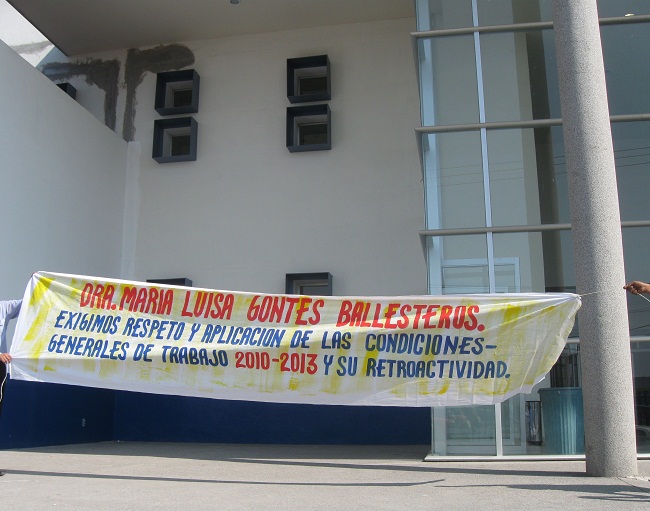 DRA. MARIA LUISA GONTES BALLESTEROS.
EXIGIMOS RESPETO Y APLICACION DE LAS CONDICIONES-
GENERALES DE TRABAJO 2010-2013 Y SU RETROACTIVIDAD.